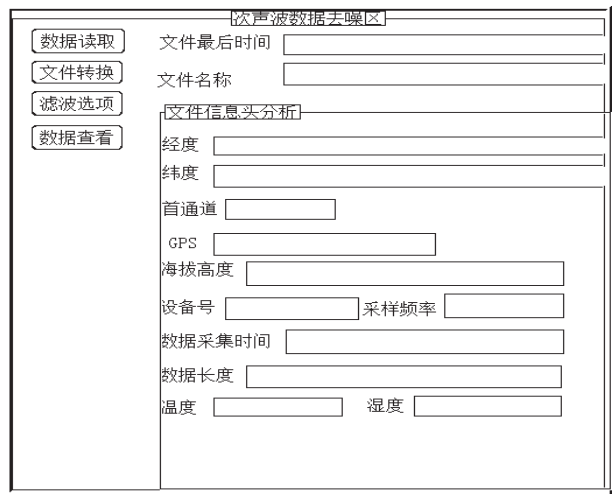 次声波数据去噪区
数据读取
文件最后时间
文件转换
文件名称
滤波选项
文件信息头分析
数据查看
经度
纬度
首通道
GPS
海拔高度
设备号 采样频率
数据采集时间
数据长度
温度 湿度